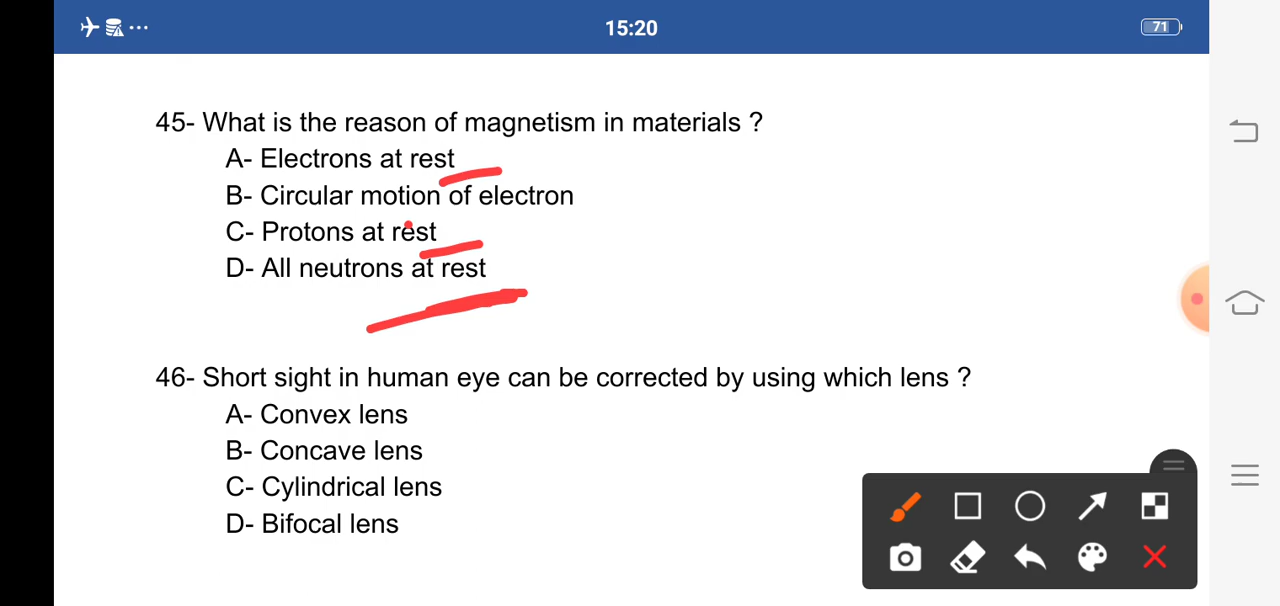 15:20
71
45- What is the reason of magnetism in materials ?
A- Electrons at rest
B- Circular motion of electron
C- Protons at rest
D- All neutrons at rest
46- Short sight in human eye can be corrected by using which lens ?
A- Convex lens
B- Concave lens
C- Cylindrical lens
D- Bifocal lens